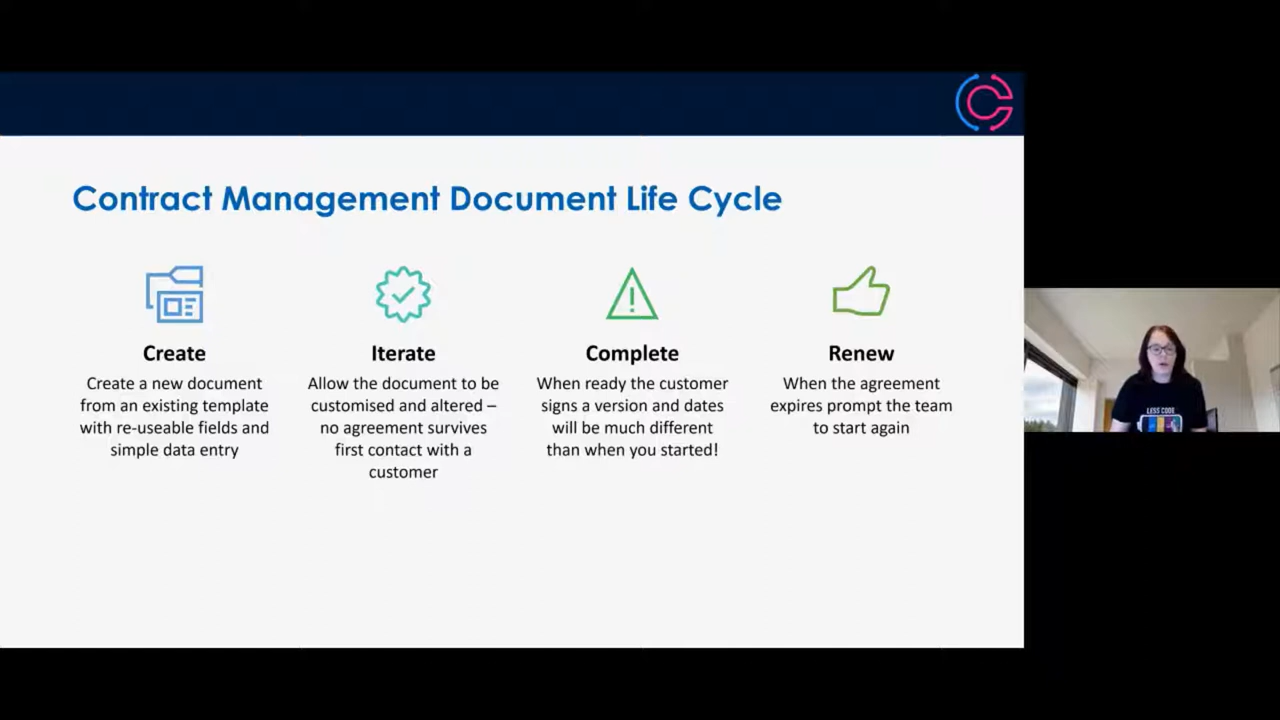 Contract Management Document Life Cycle
Create
Create a new document
from an existing template
with re-useable fields and
simple data entry
Iterate
Allow the document to be
customised and altered –
no agreement survives
first contact with a
customer
Complete
When ready the customer
signs a version and dates
will be much different
than when you started!
Renew
When the agreement
expires prompt the team
to start again
LESS CODE